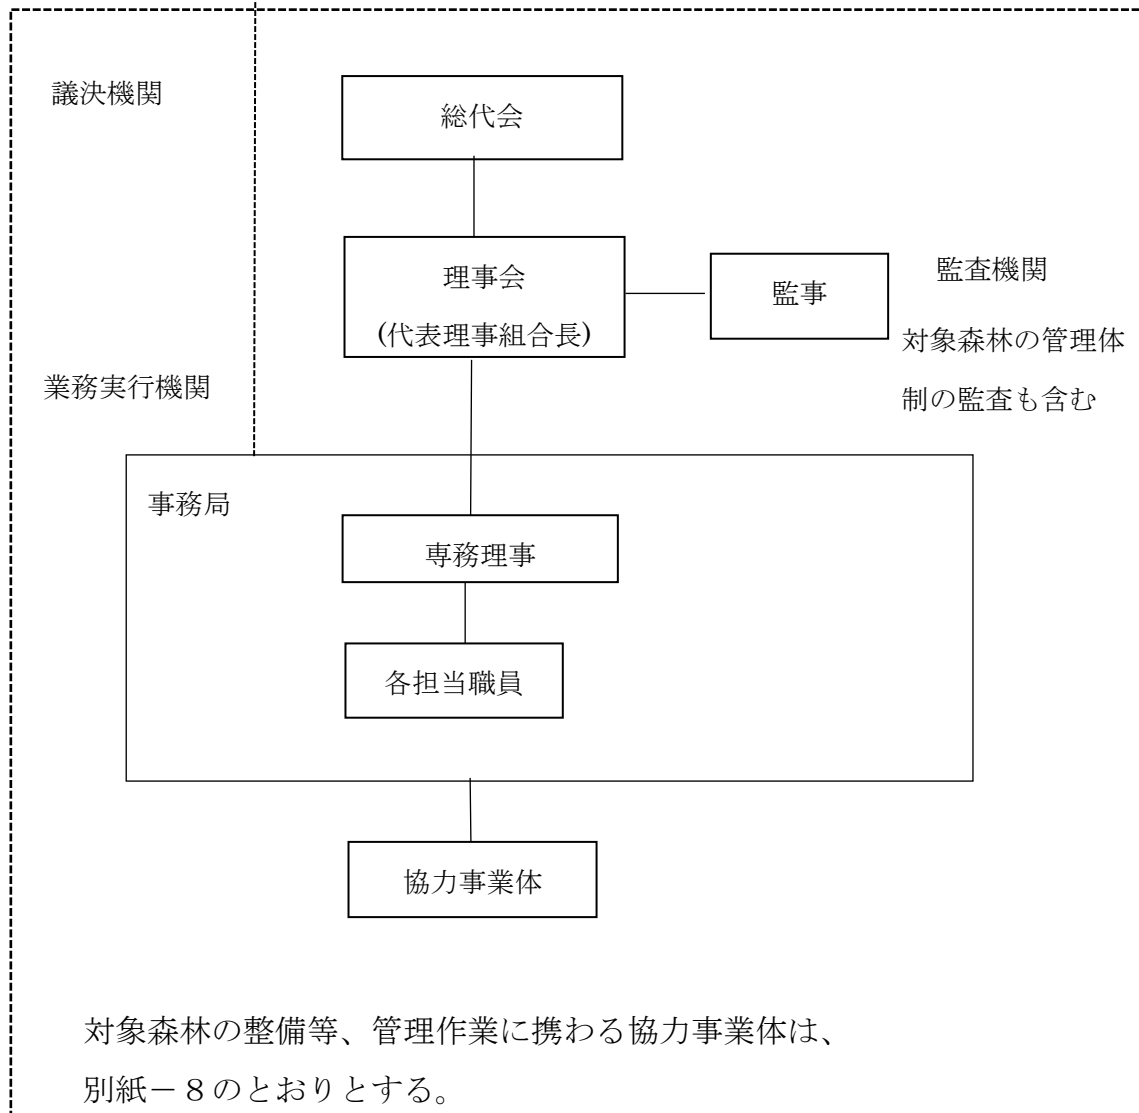 議決機関
総代会
理事会
(代表理事組合長)
監事
監査機関
対象森林の管理体
制の監査も含む
業務実行機関
事務局
専務理事
各担当職員
協力事業体
対象森林の整備等、管理作業に携わる協力事業体は、
別紙－８のとおりとする。